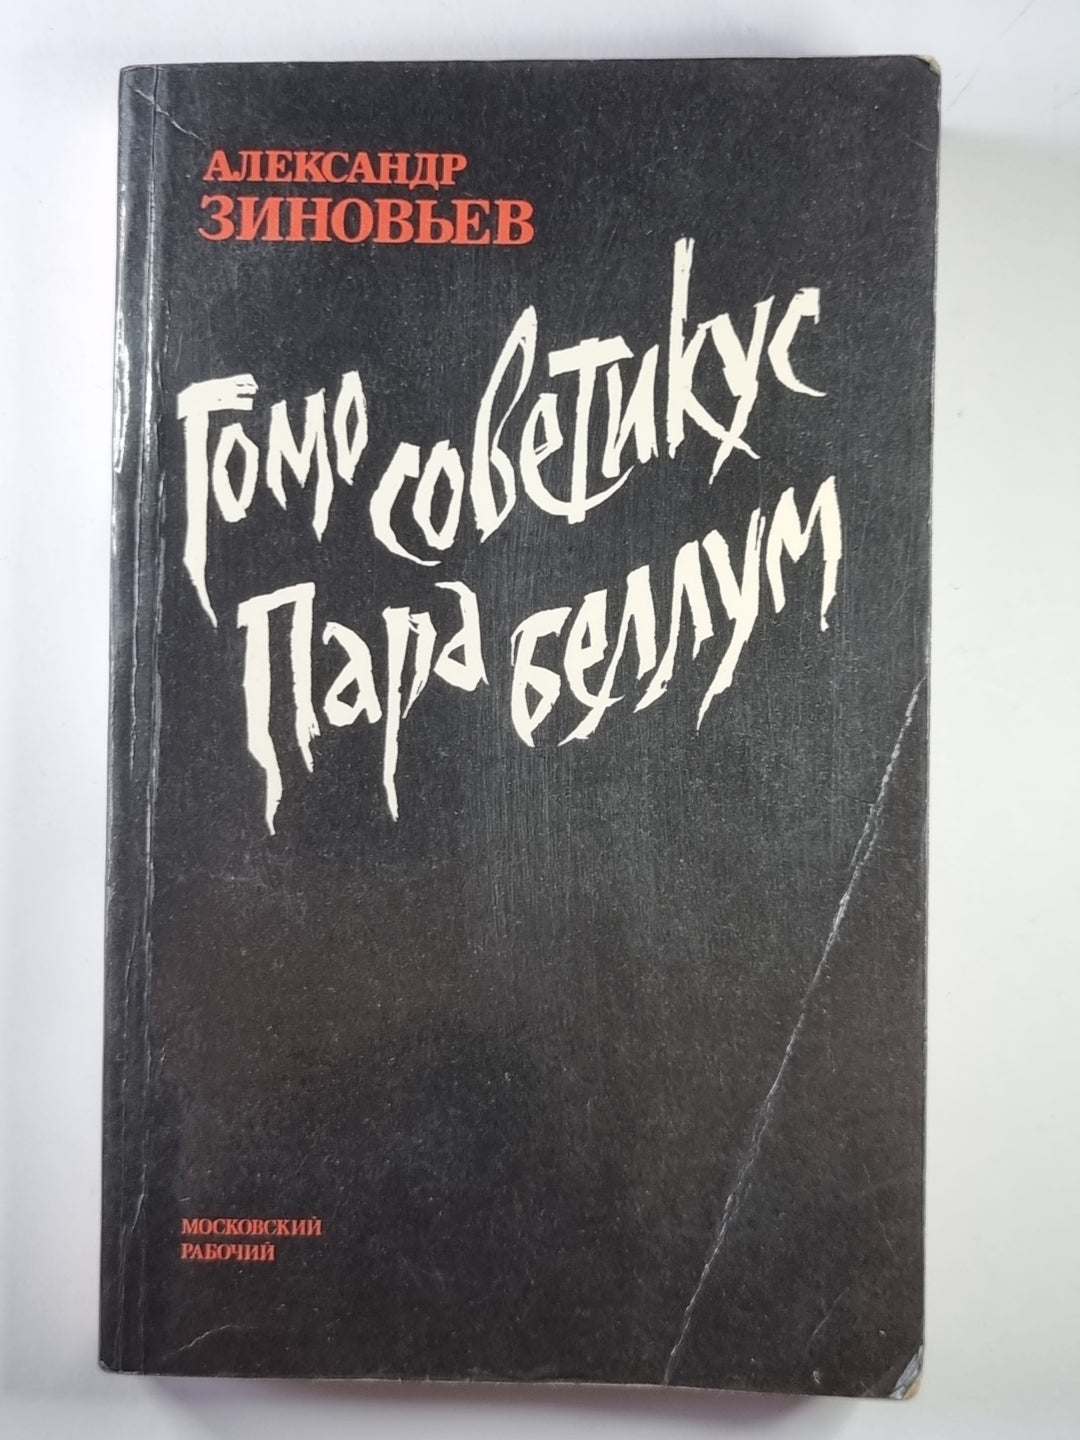 АЛЕКСАНДР
ЗИНОВЬЕВ
Гомо советикус
Пара беллум
МОСКОВСКИЙ
РАБОЧИЙ